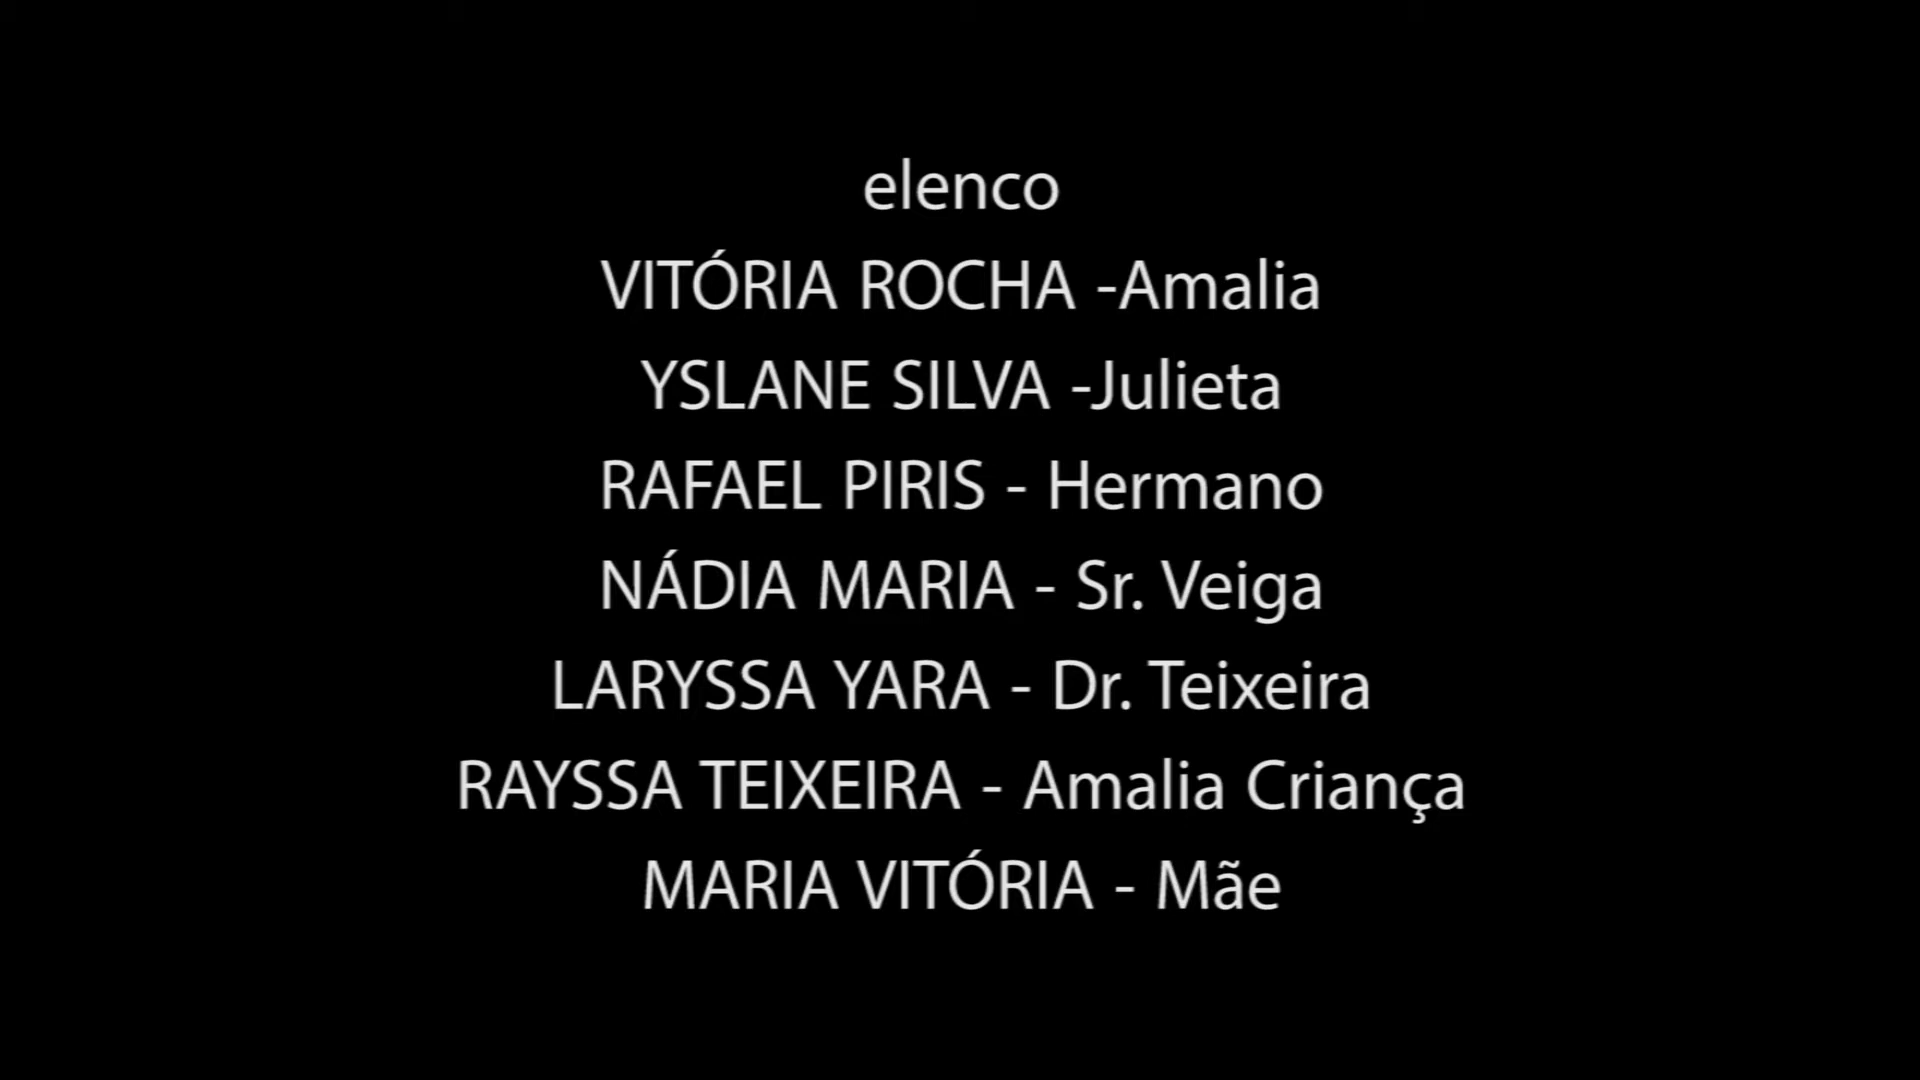 elenco
VITÓRIA ROCHA -Amalia
YSLANE SILVA -Julieta
RAFAEL PIRIS - Hermano
NÁDIA MARIA - Sr. Veiga
LARYSSA YARA - Dr. Teixeira
RAYSSA TEIXEIRA - Amalia Criança
MARIA VITÓRIA - Mãe